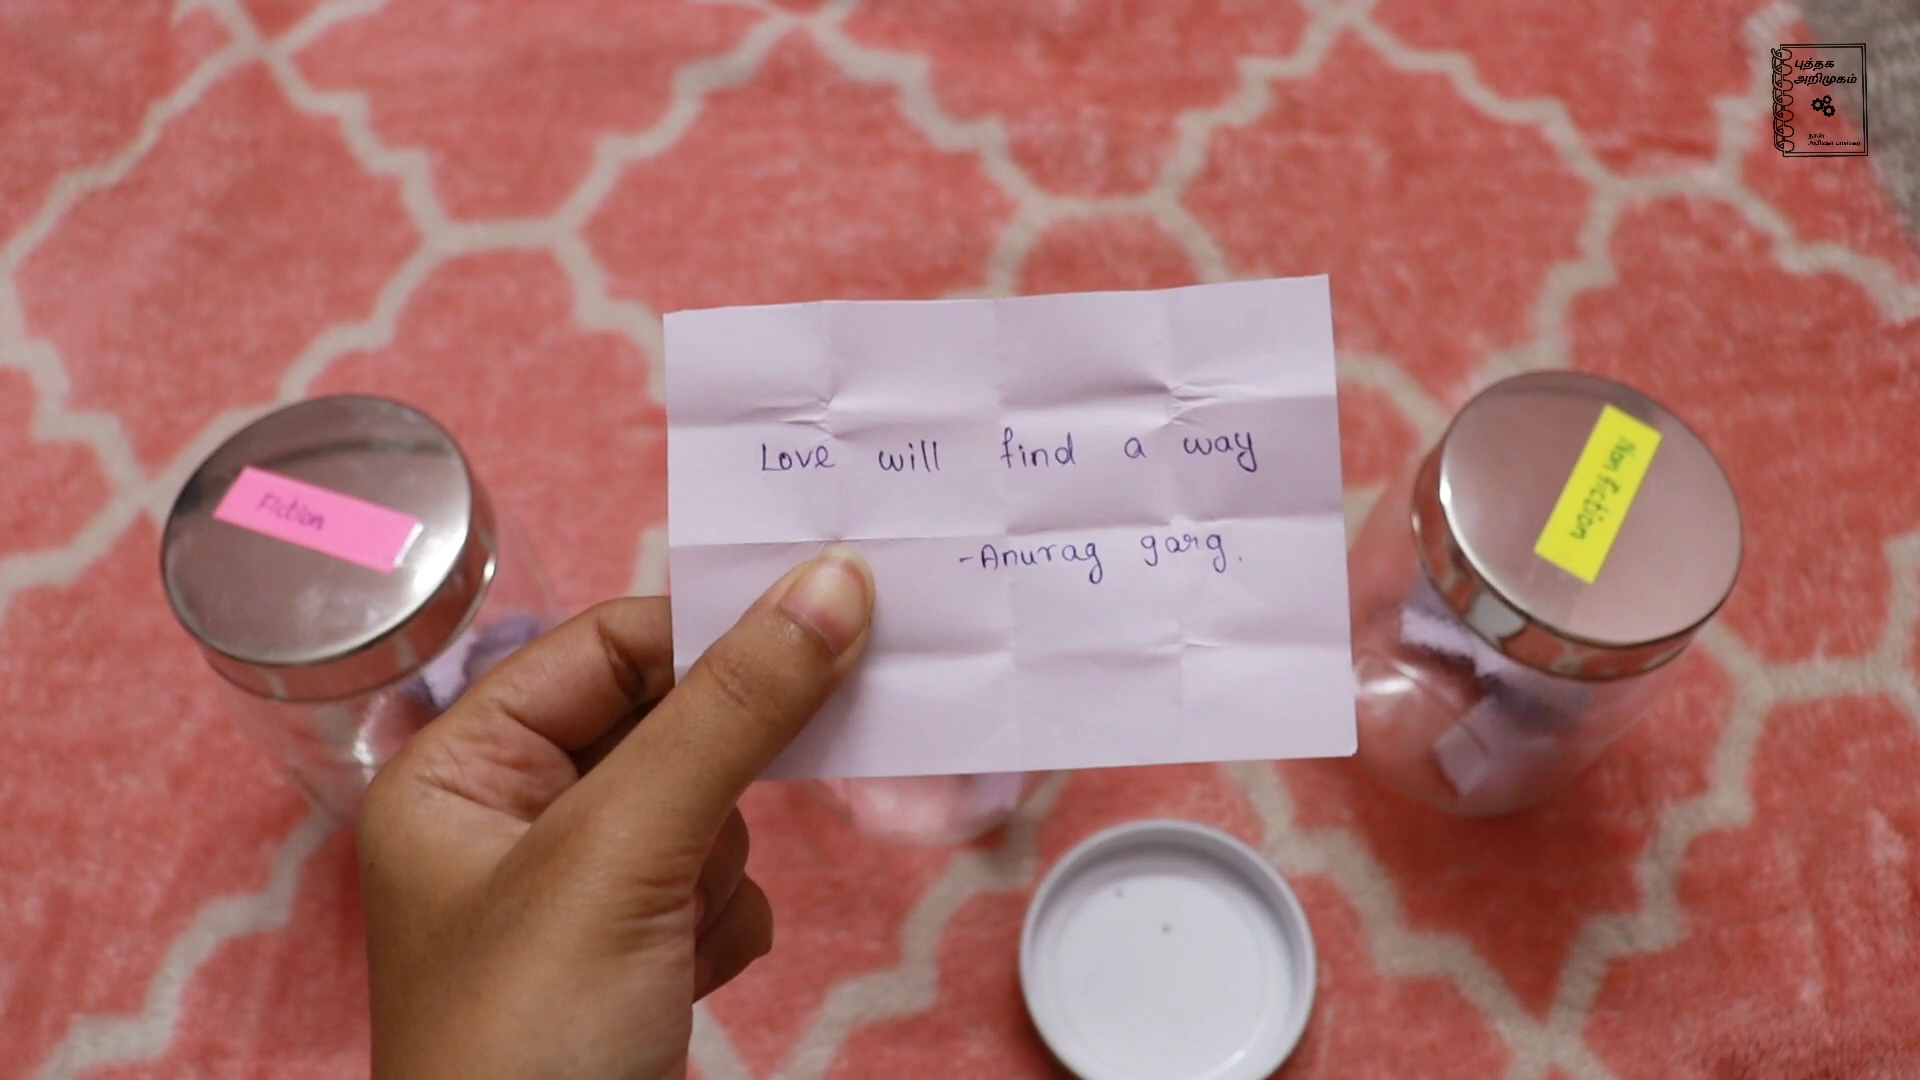 புத்தக
அறிமுகம்
நான்
Love will find a way
-Anurag garg.
Fiction
Non fiction